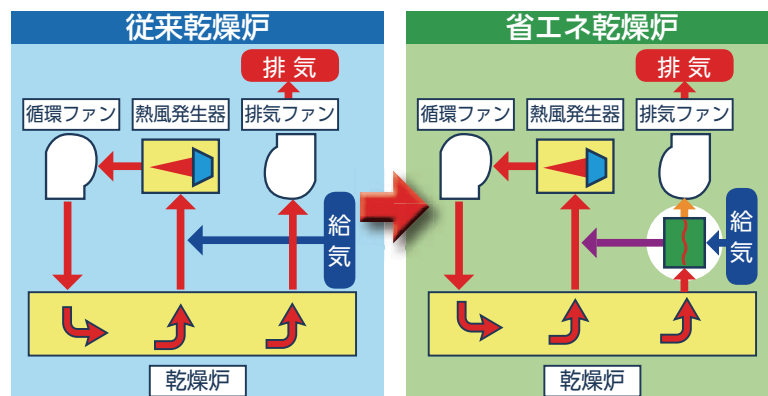 従来乾燥炉
排気
循環ファン
熱風発生器
排気ファン
給気
乾燥炉
省エネ乾燥炉
排気
循環ファン
熱風発生器
排気ファン
給気
乾燥炉